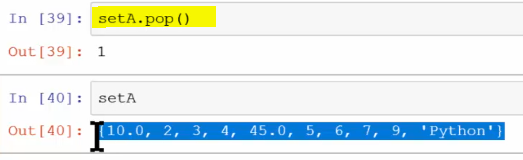 In [39]: setA.pop()
Out[39]: 1
In [40]: setA
Out[40]: {10.0, 2, 3, 4, 45.0, 5, 6, 7, 9, 'Python'}